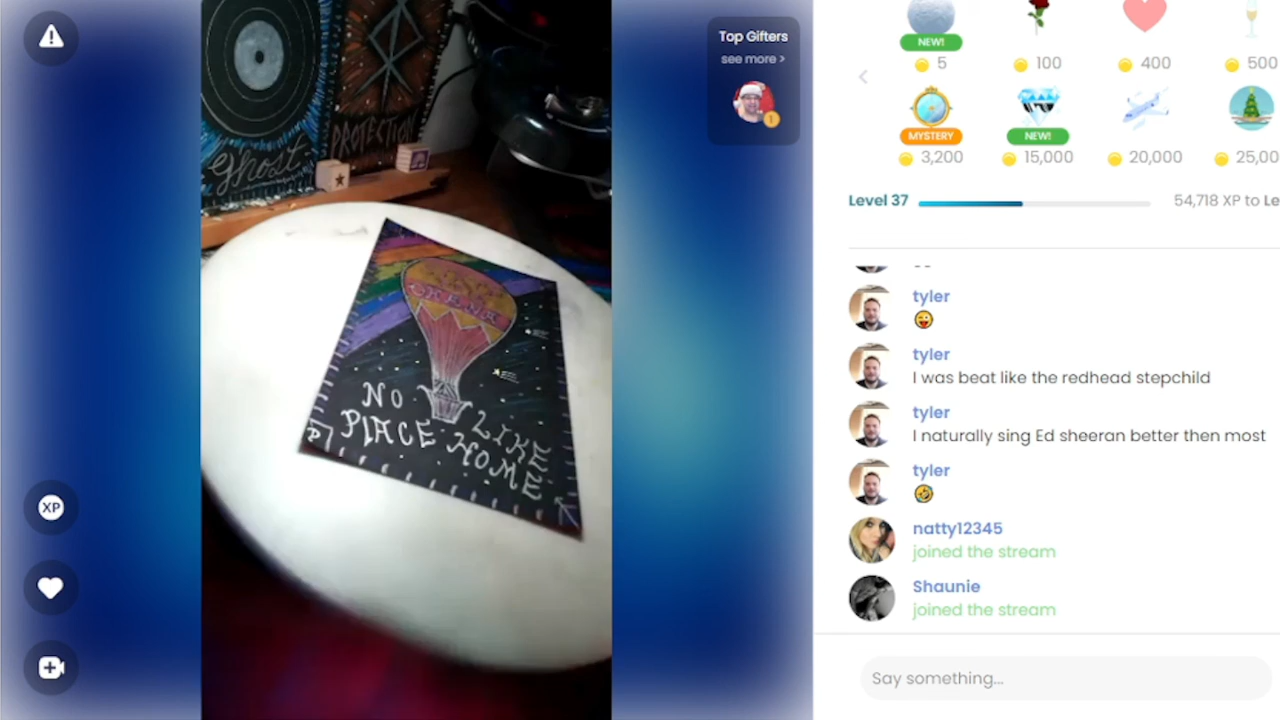 Top Gifters
see more >
Ghost
PROTECTION
NO LIKE
PLACE HOME
P
XP
NEW!
5
100
400
500
MYSTERY
NEW!
3,200
15,000
20,000
25,00
Level 37
54,718 XP to Le
tyler
tyler
I was beat like the redhead stepchild
tyler
I naturally sing Ed sheeran better then most
tyler
natty12345
joined the stream
Shaunie
joined the stream
Say something...